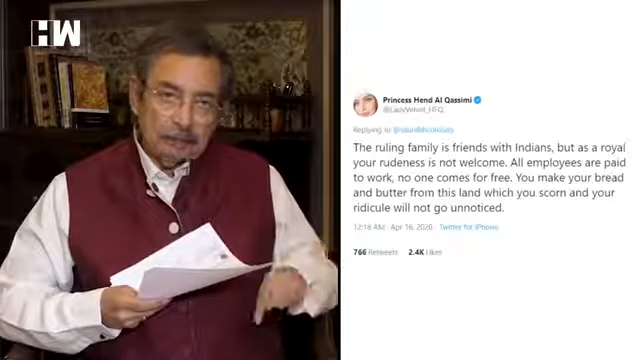 HW
Princess Hend Al Qassimi
@LadyVelvet_HFQ
Replying to
The ruling family is friends with Indians, but as a royal
your rudeness is not welcome. All employees are paid
to work, no one comes for free. You make your bread
and butter from this land which you scorn and your
ridicule will not go unnoticed.
12:18 AM · Apr 16, 2020 · Twitter for iPhone
766 Retweets 2.4K Likes